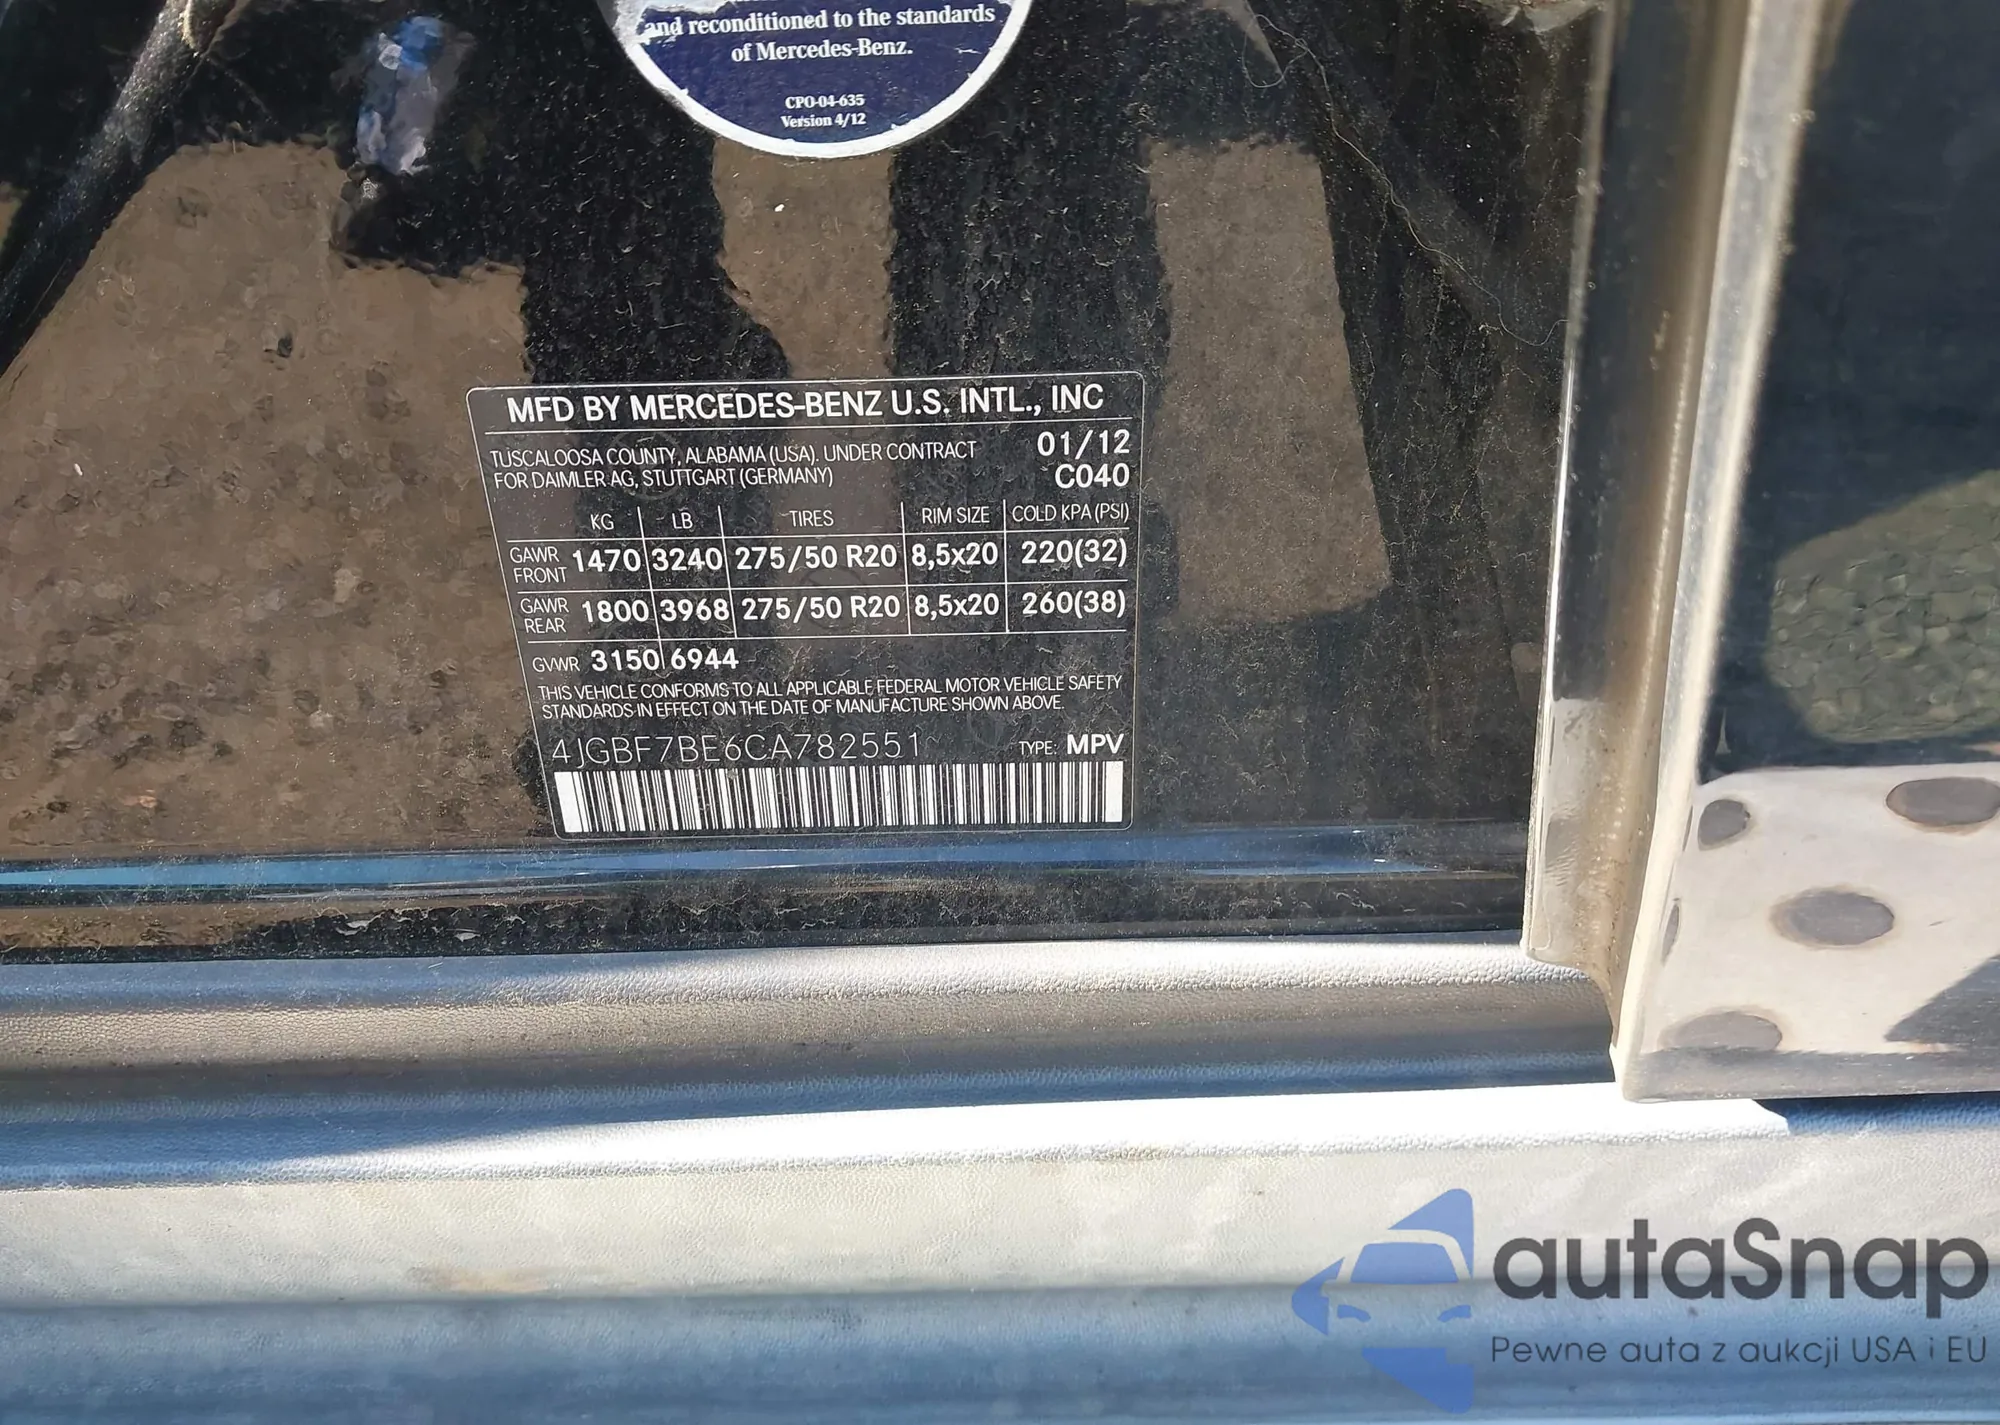 and reconditioned to the standards
of Mercedes-Benz.
CPO-04-635
Version 4/12
MFD BY MERCEDES-BENZ U.S. INTL., INC
TUSCALOOSA COUNTY, ALABAMA (USA). UNDER CONTRACT 01/12
FOR DAIMLER AG, STUTTGART (GERMANY) C040
KG LB TIRES RIM SIZE COLD KPA (PSI)
GAWR FRONT 1470 3240 275/50 R20 8,5x20 220(32)
GAWR REAR 1800 3968 275/50 R20 8,5x20 260(38)
GVWR 3150 6944
THIS VEHICLE CONFORMS TO ALL APPLICABLE FEDERAL MOTOR VEHICLE SAFETY
STANDARDS IN EFFECT ON THE DATE OF MANUFACTURE SHOWN ABOVE.
4JGBF7BE6CA782551 TYPE: MPV
autaSnap
Pewne auta z aukcji USA i EU